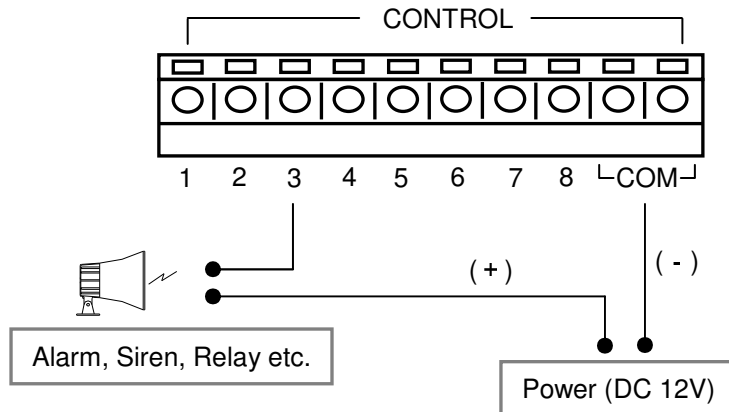 CONTROL
1 2 3 4 5 6 7 8 COM
( + )
( - )
Alarm, Siren, Relay etc.
Power (DC 12V)